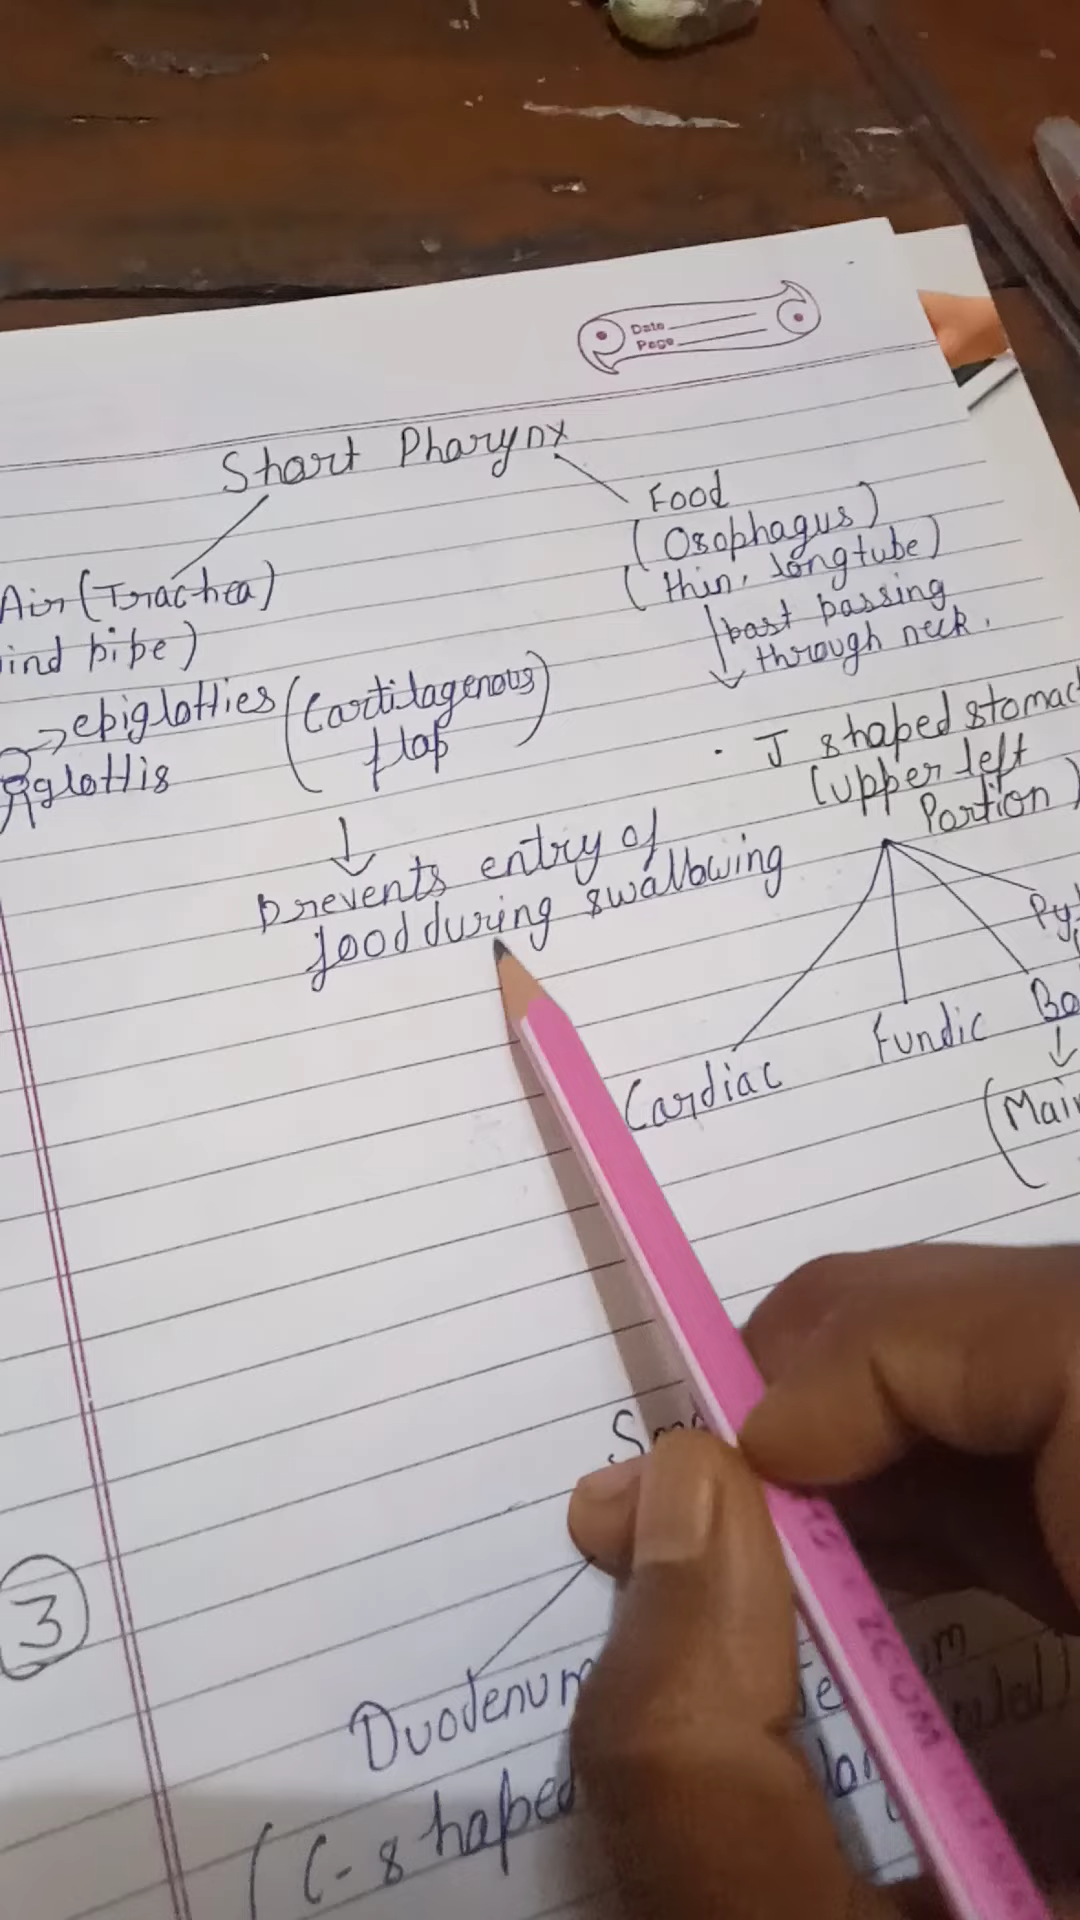 Date
Page
Short Pharynx
Food
(Osophagus)
(thin, long tube)
past passing
through neck.
Air (Trachea)
ind pipe)
→ epiglotties (Cartilagenous
flap)
glottis
↓
prevents entry of
food during swallowing
· J shaped stomac
(upper left
Portion)
Cardiac
Fundic
↓
(Mai
3
Duodenum
(C-shaped